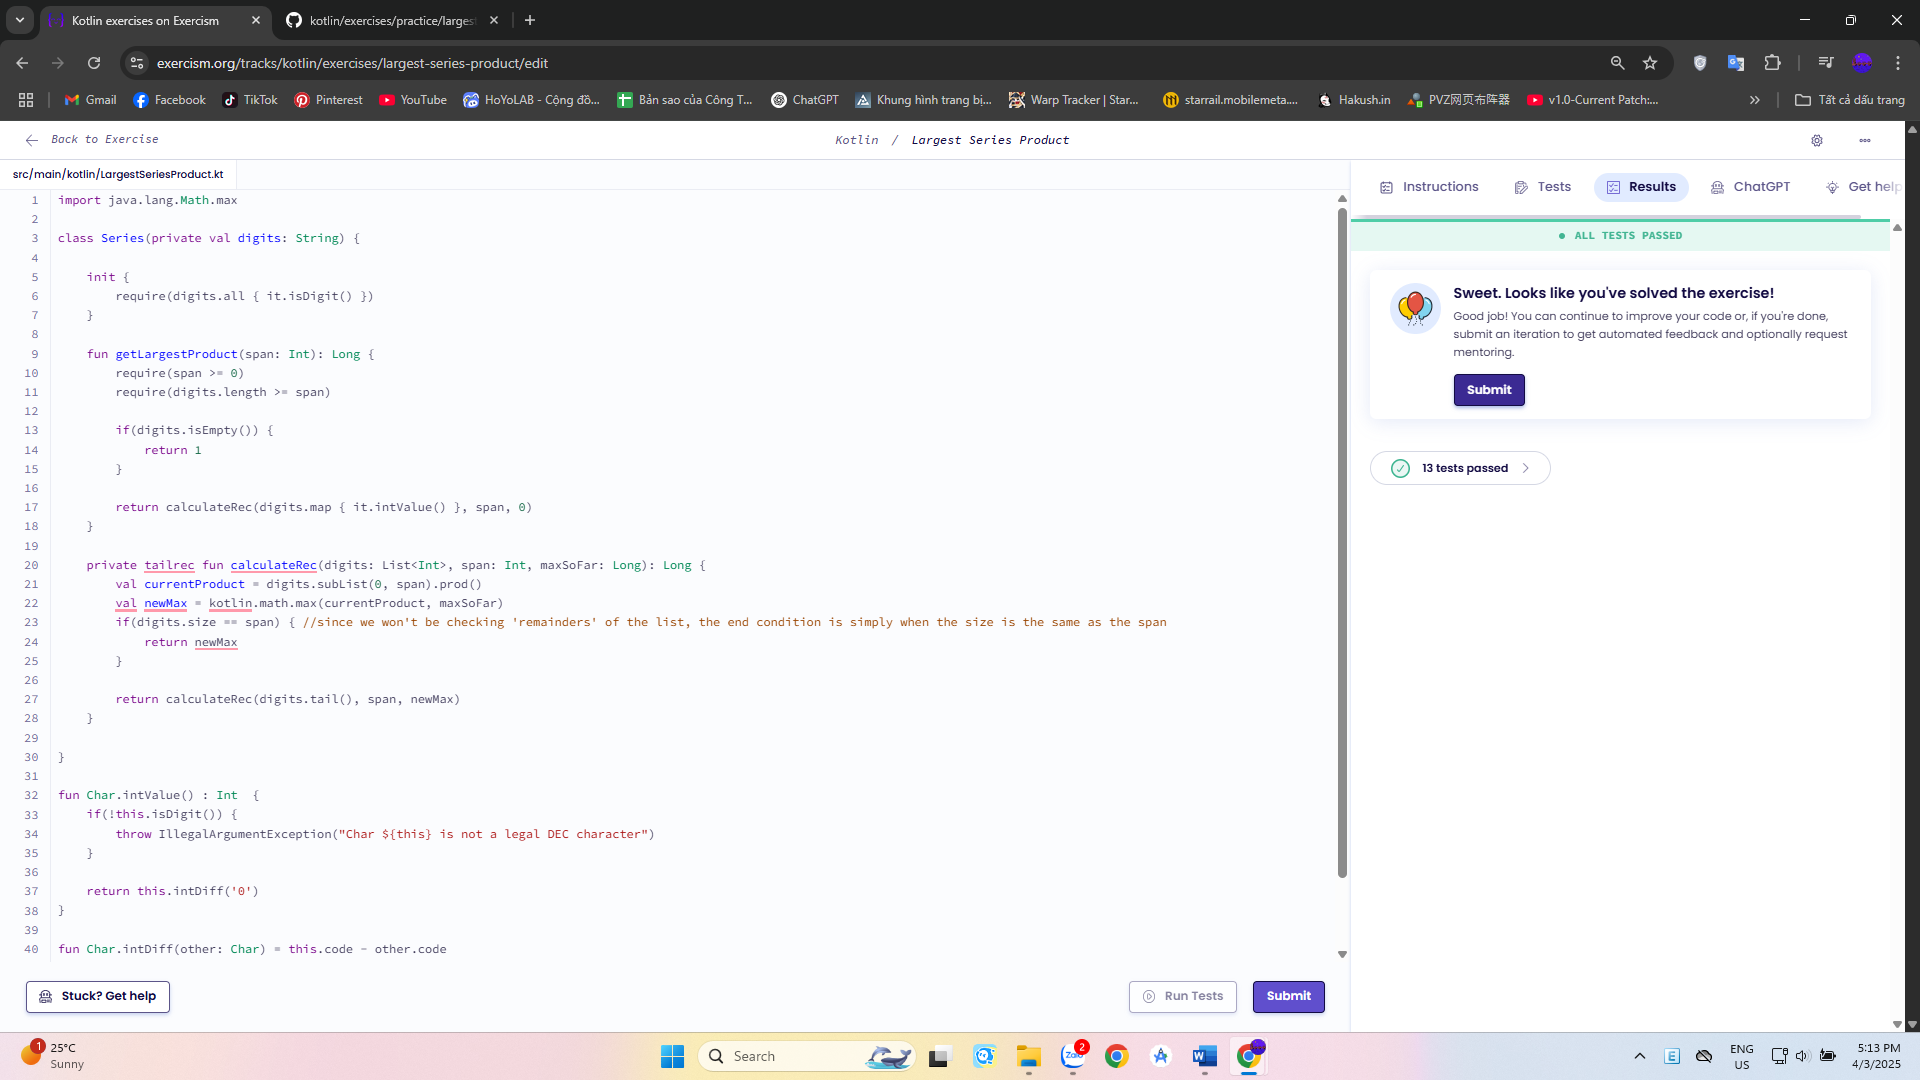 Kotlin exercises on Exercism
kotlin/exercises/practice/larges
exercism.org/tracks/kotlin/exercises/largest-series-product/edit
Gmail
Facebook
TikTok
Pinterest
YouTube
HoYoLAB - Cộng đồ...
Bản sao của Công T...
ChatGPT
Khung hình trang bị...
Warp Tracker | Star...
starrail.mobilemeta....
Hakush.in
PVZ网页布阵器
v1.0-Current Patch:...
Tất cả dấu trang
Back to Exercise
Kotlin / Largest Series Product
src/main/kotlin/LargestSeriesProduct.kt
1 import java.lang.Math.max
2
3 class Series(private val digits: String) {
4
5 init {
6 require(digits.all { it.isDigit() })
7 }
8
9 fun getLargestProduct(span: Int): Long {
10 require(span >= 0)
11 require(digits.length >= span)
12
13 if(digits.isEmpty()) {
14 return 1
15 }
16
17 return calculateRec(digits.map { it.intValue() }, span, 0)
18 }
19
20 private tailrec fun calculateRec(digits: List<Int>, span: Int, maxSoFar: Long): Long {
21 val currentProduct = digits.subList(0, span).prod()
22 val newMax = kotlin.math.max(currentProduct, maxSoFar)
23 if(digits.size == span) { //since we won't be checking 'remainders' of the list, the end condition is simply when the size is the same as the span
24 return newMax
25 }
26
27 return calculateRec(digits.tail(), span, newMax)
28 }
29
30 }
31
32 fun Char.intValue() : Int {
33 if(!this.isDigit()) {
34 throw IllegalArgumentException("Char ${this} is not a legal DEC character")
35 }
36
37 return this.intDiff('0')
38 }
39
40 fun Char.intDiff(other: Char) = this.code - other.code
Stuck? Get help
Run Tests
Submit
Instructions
Tests
Results
ChatGPT
Get help
ALL TESTS PASSED
Sweet. Looks like you've solved the exercise!
Good job! You can continue to improve your code or, if you're done,
submit an iteration to get automated feedback and optionally request
mentoring.
Submit
13 tests passed
1
25°C
Sunny
Search
Zalo
2
ENG
US
5:13 PM
4/3/2025